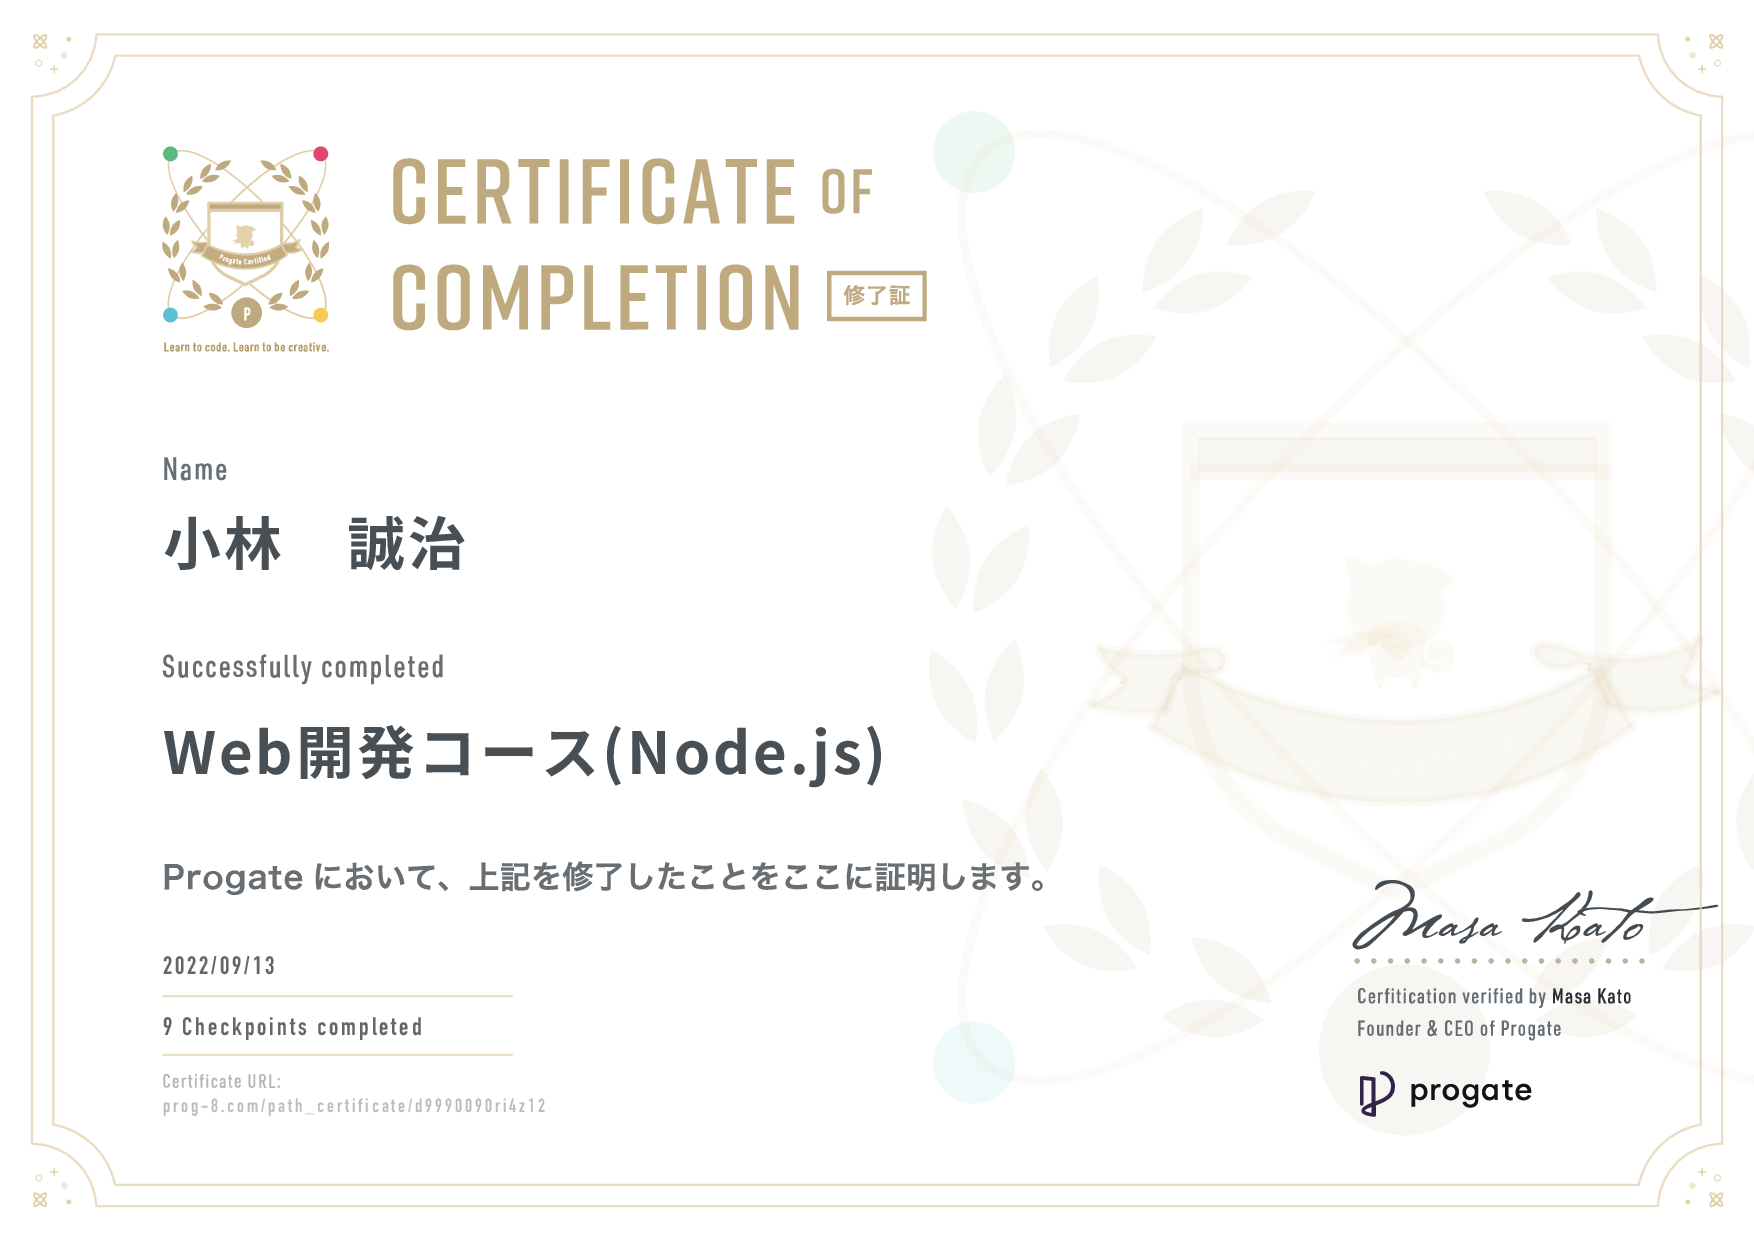 CERTIFICATE OF
COMPLETION 修了証
Progate Certified
P
Learn to code. Learn to be creative.
Name
小林　誠治
Successfully completed
Web開発コース(Node.js)
Progate において、上記を修了したことをここに証明します。
2022/09/13
9 Checkpoints completed
Certificate URL:
prog-8.com/path_certificate/d9990090ri4z12
Masa Kato
Cerfitication verified by Masa Kato
Founder & CEO of Progate
progate